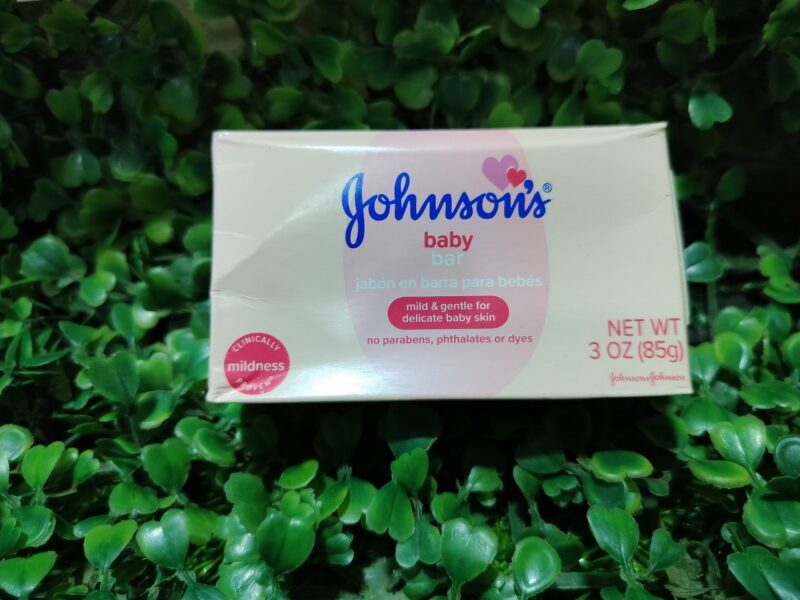 Johnson's®
baby
bar
jabón en barra para bebés
mild & gentle for
delicate baby skin
no parabens, phthalates or dyes
CLINICALLY
mildness
PROVEN
NET WT
3 OZ (85g)
Johnson&Johnson